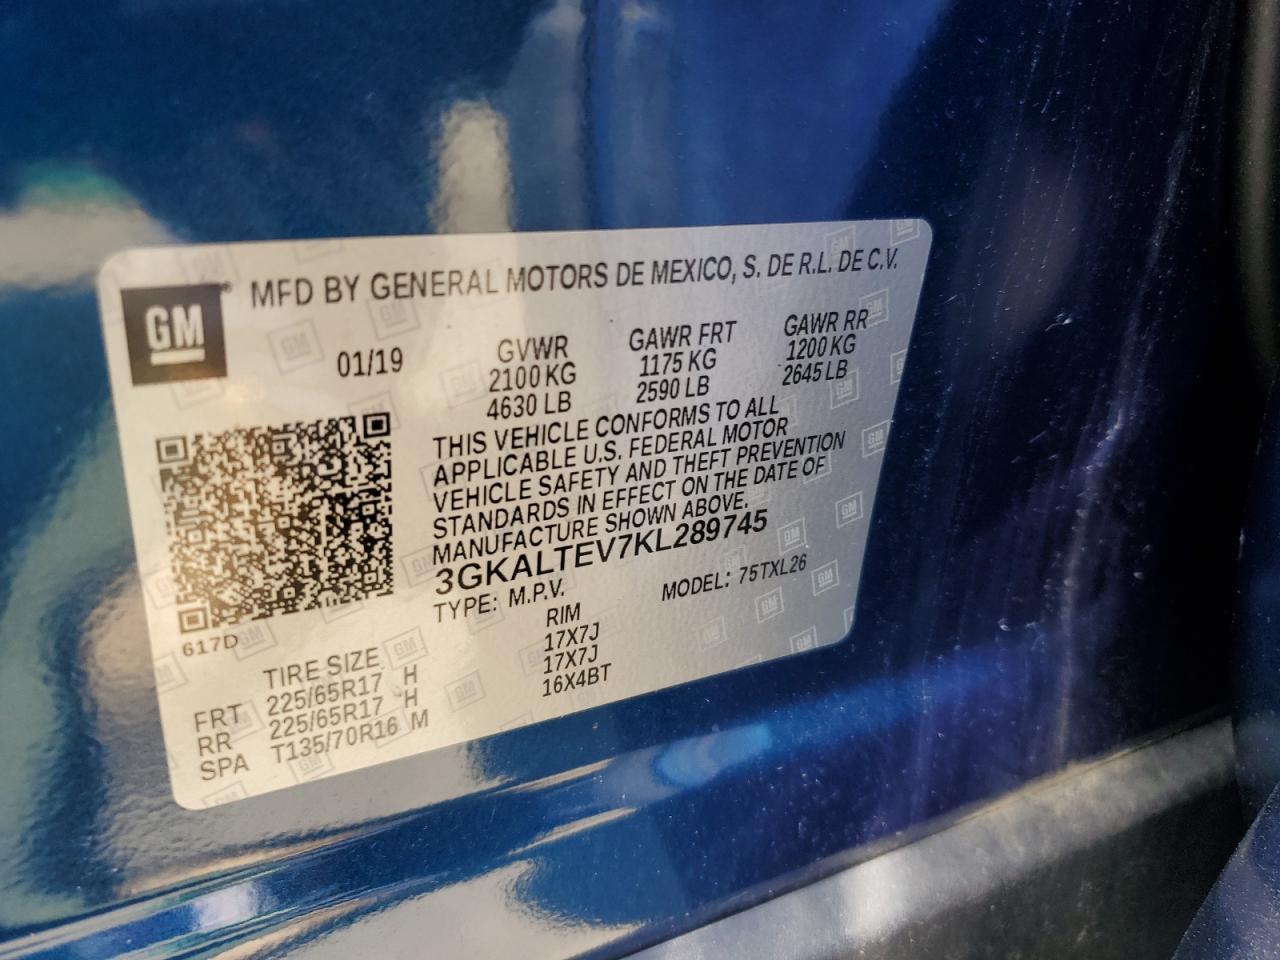 GM
MFD BY GENERAL MOTORS DE MEXICO, S. DE R.L. DE C.V.
01/19
GVWR
2100 KG
4630 LB
GAWR FRT
1175 KG
2590 LB
GAWR RR
1200 KG
2645 LB
THIS VEHICLE CONFORMS TO ALL
APPLICABLE U.S. FEDERAL MOTOR
VEHICLE SAFETY AND THEFT PREVENTION
STANDARDS IN EFFECT ON THE DATE OF
MANUFACTURE SHOWN ABOVE.
3GKALTEV7KL289745
TYPE: M.P.V. MODEL: 75TXL26
617D
TIRE SIZE RIM
FRT 225/65R17 H 17X7J
RR 225/65R17 H 17X7J
SPA T135/70R16 M 16X4BT